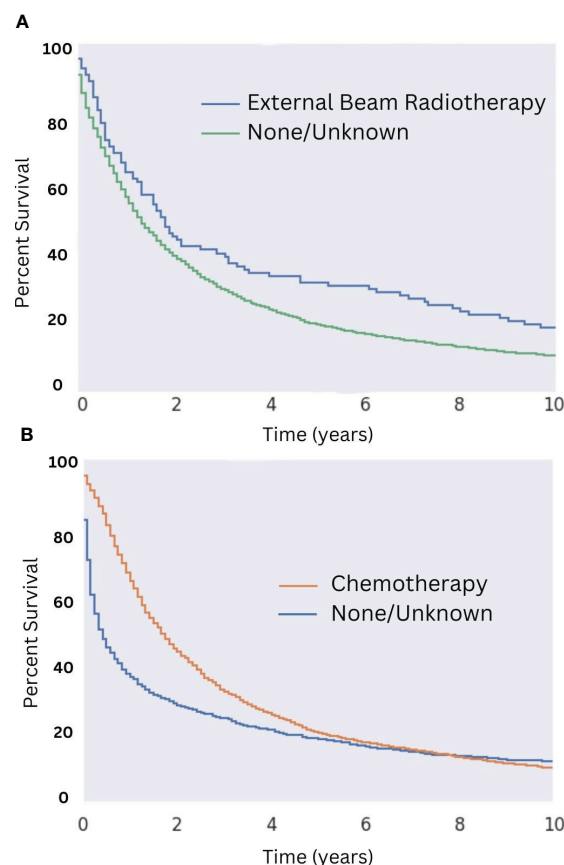 A
100
80
60
40
20
0
Percent Survival
External Beam Radiotherapy
None/Unknown
0 2 4 6 8 10
Time (years)
B
100
80
60
40
20
0
Percent Survival
Chemotherapy
None/Unknown
0 2 4 6 8 10
Time (years)